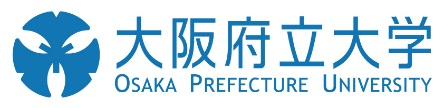 大阪府立大学
OSAKA PREFECTURE UNIVERSITY